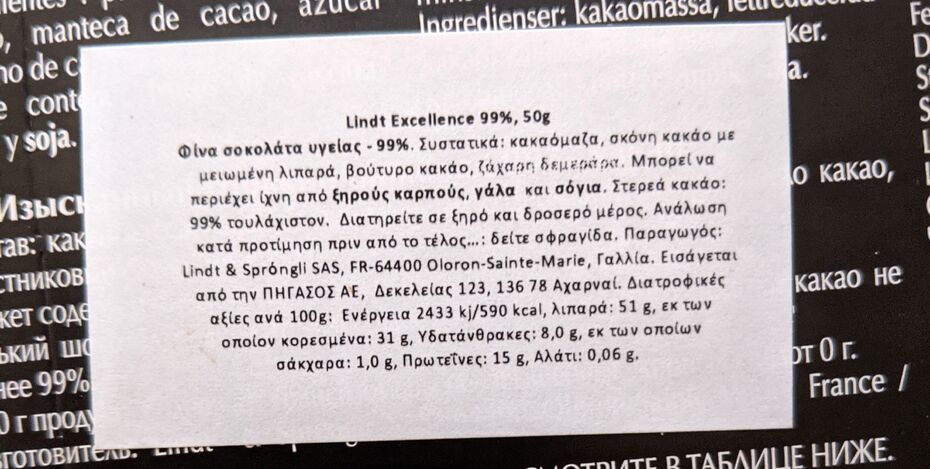 manteca de cacao, azúcar
y soja.
Ingredienser: kakaomassa,
ker.
Lindt Excellence 99%, 50g
Φίνα σοκολάτα υγείας - 99%. Συστατικά: κακαόμαζα, σκόνη κακάο με
μειωμένη λιπαρά, βούτυρο κακάο, ζάχαρη δεμεράρα. Μπορεί να
περιέχει ίχνη από ξηρούς καρπούς, γάλα και σόγια. Στερεά κακάο:
99% τουλάχιστον. Διατηρείτε σε ξηρό και δροσερό μέρος. Ανάλωση
κατά προτίμηση πριν από το τέλος...: δείτε σφραγίδα. Παραγωγός:
Lindt & Spróngli SAS, FR-64400 Oloron-Sainte-Marie, Γαλλία. Εισάγεται
από την ΠΗΓΑΣΟΣ ΑΕ, Δεκελείας 123, 136 78 Αχαρναί. Διατροφικές
αξίες ανά 100g: Ενέργεια 2433 kj/590 kcal, λιπαρά: 51 g, εκ των
οποίον κορεσμένα: 31 g, Υδατάνθρακες: 8,0 g, εκ των οποίων
σάκχαρα: 1,0 g, Πρωτεΐνες: 15 g, Αλάτι: 0,06 g.
какао,
какао не
от 0 г.
France /
СМОТРИТЕ В ТАБЛИЦЕ НИЖЕ.